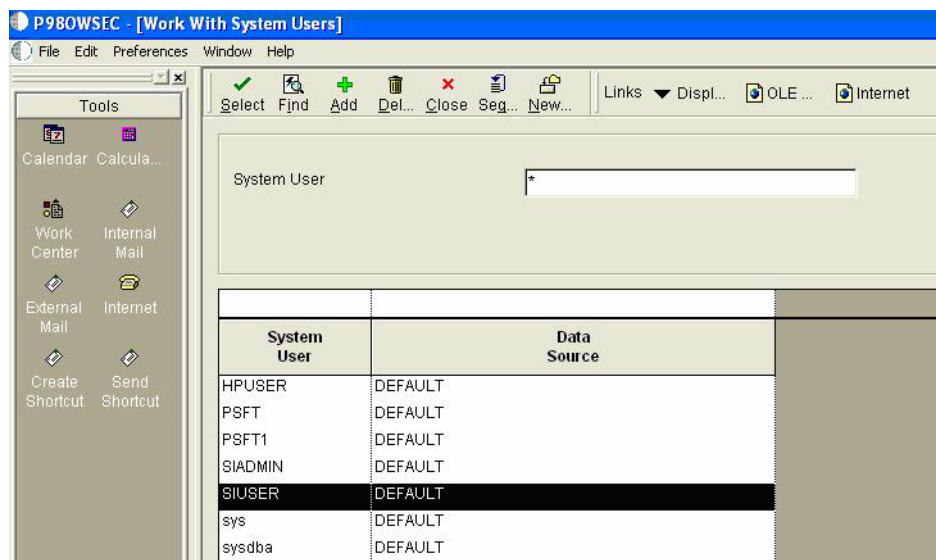 P98OWSEC - [Work With System Users]
File Edit Preferences Window Help
Tools
Calendar Calcula...
Work Center
Internal Mail
External Mail
Internet
Create Shortcut
Send Shortcut
Select Find Add Del... Close Seq... New... Links Displ... OLE ... Internet
System User *
System User
Data Source
HPUSER DEFAULT
PSFT DEFAULT
PSFT1 DEFAULT
SIADMIN DEFAULT
SIUSER DEFAULT
sys DEFAULT
sysdba DEFAULT